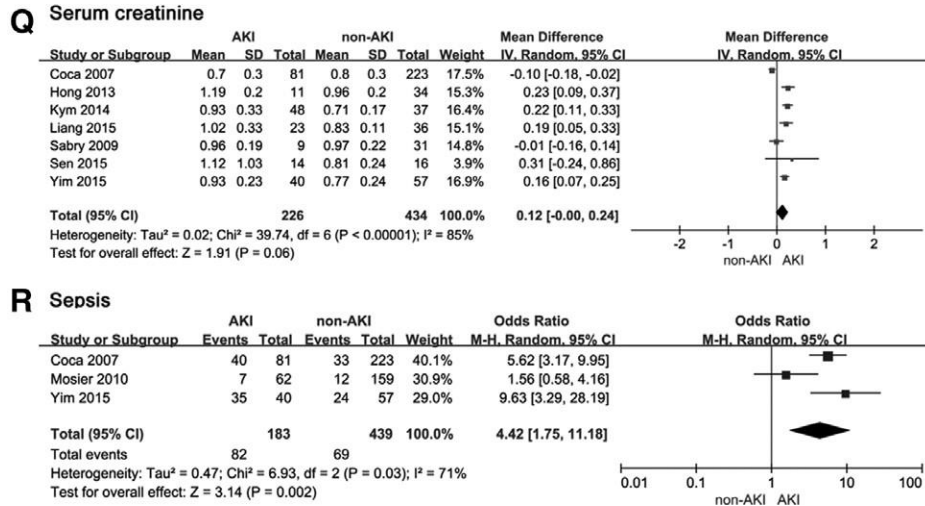 Q Serum creatinine
AKI non-AKI Mean Difference Mean Difference
Study or Subgroup Mean SD Total Mean SD Total Weight IV, Random, 95% CI IV, Random, 95% CI
Coca 2007 0.7 0.3 81 0.8 0.3 223 17.5% -0.10 [-0.18, -0.02]
Hong 2013 1.19 0.2 11 0.96 0.2 34 15.3% 0.23 [0.09, 0.37]
Kym 2014 0.93 0.33 48 0.71 0.17 37 16.4% 0.22 [0.11, 0.33]
Liang 2015 1.02 0.33 23 0.83 0.11 36 15.1% 0.19 [0.05, 0.33]
Sabry 2009 0.96 0.19 9 0.97 0.22 31 14.8% -0.01 [-0.16, 0.14]
Sen 2015 1.12 1.03 14 0.81 0.24 16 3.9% 0.31 [-0.24, 0.86]
Yim 2015 0.93 0.23 40 0.77 0.24 57 16.9% 0.16 [0.07, 0.25]
Total (95% CI) 226 434 100.0% 0.12 [-0.00, 0.24]
Heterogeneity: Tau² = 0.02; Chi² = 39.74, df = 6 (P < 0.00001); I² = 85%
Test for overall effect: Z = 1.91 (P = 0.06)
-2 -1 0 1 2
non-AKI AKI
R Sepsis
AKI non-AKI Odds Ratio Odds Ratio
Study or Subgroup Events Total Events Total Weight M-H, Random, 95% CI M-H, Random, 95% CI
Coca 2007 40 81 33 223 40.1% 5.62 [3.17, 9.95]
Mosier 2010 7 62 12 159 30.9% 1.56 [0.58, 4.16]
Yim 2015 35 40 24 57 29.0% 9.63 [3.29, 28.19]
Total (95% CI) 183 439 100.0% 4.42 [1.75, 11.18]
Total events 82 69
Heterogeneity: Tau² = 0.47; Chi² = 6.93, df = 2 (P = 0.03); I² = 71%
Test for overall effect: Z = 3.14 (P = 0.002)
0.01 0.1 1 10 100
non-AKI AKI